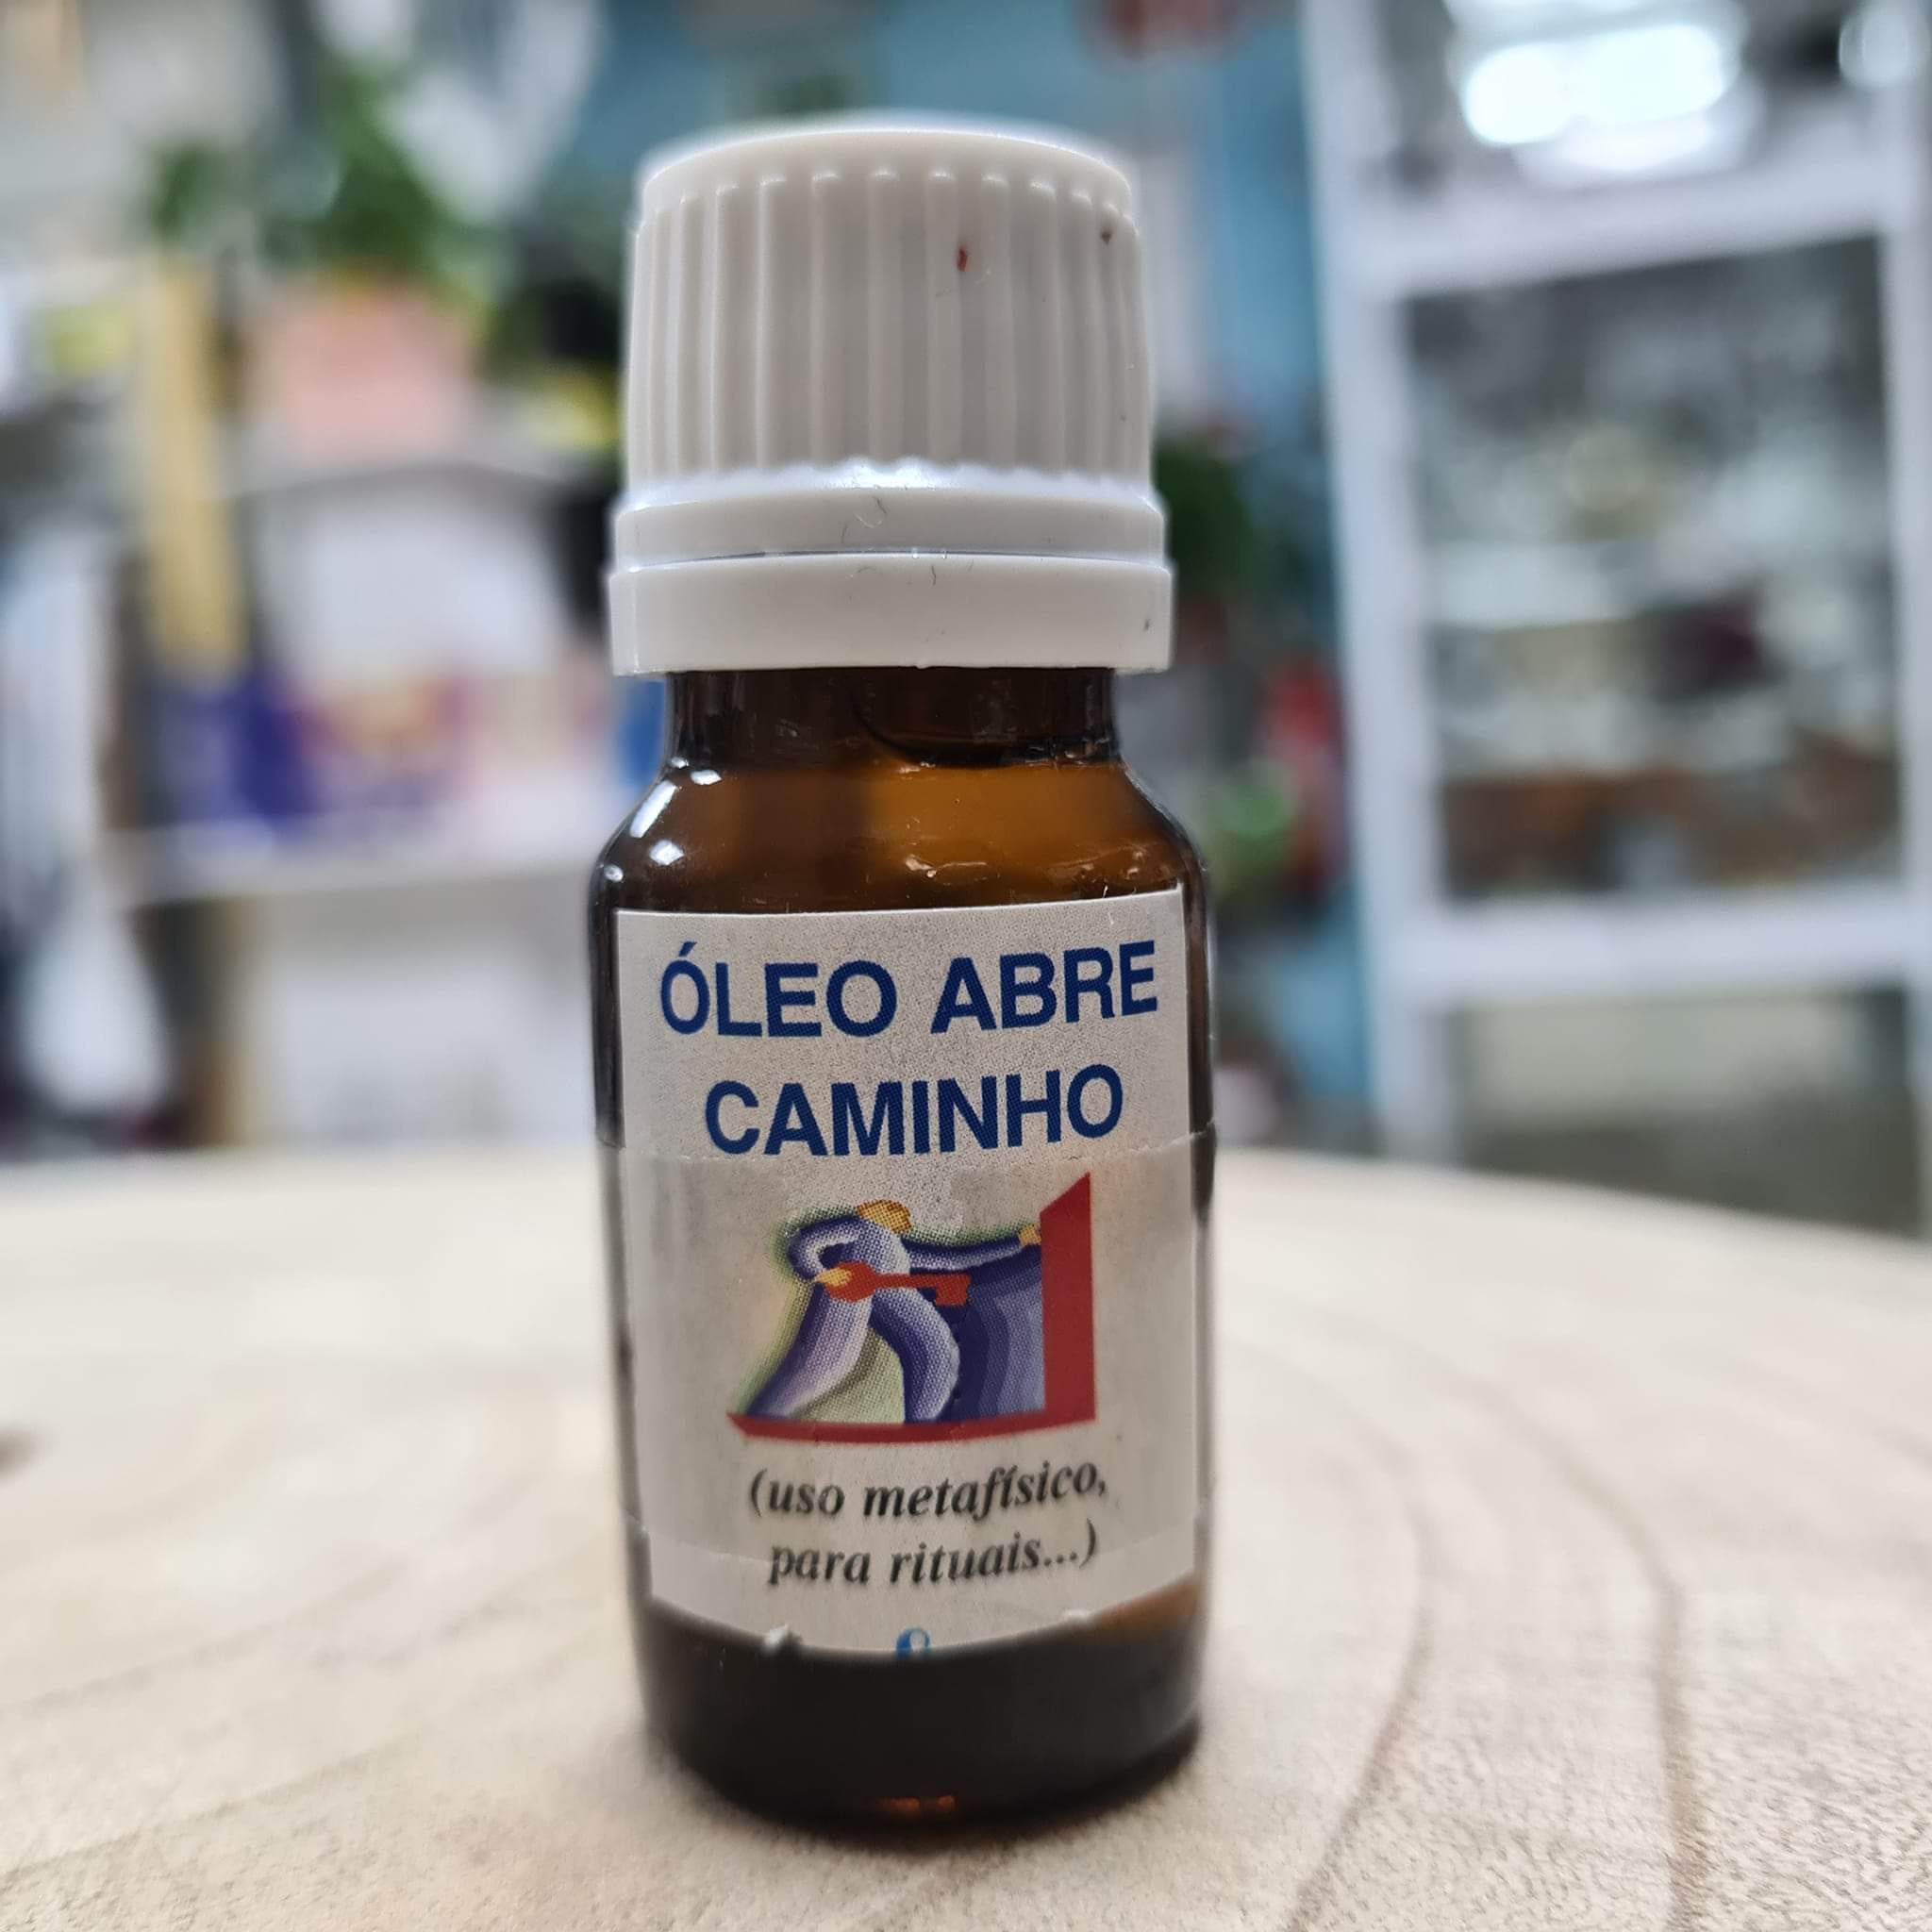 ÓLEO ABRE
CAMINHO
(uso metafísico,
para rituais...)